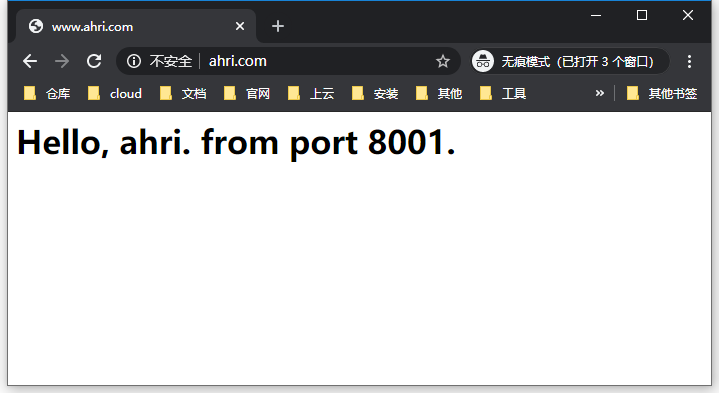 www.ahri.com
不安全 ahri.com 无痕模式（已打开 3 个窗口）
仓库 cloud 文档 官网 上云 安装 其他 工具 » 其他书签
Hello, ahri. from port 8001.